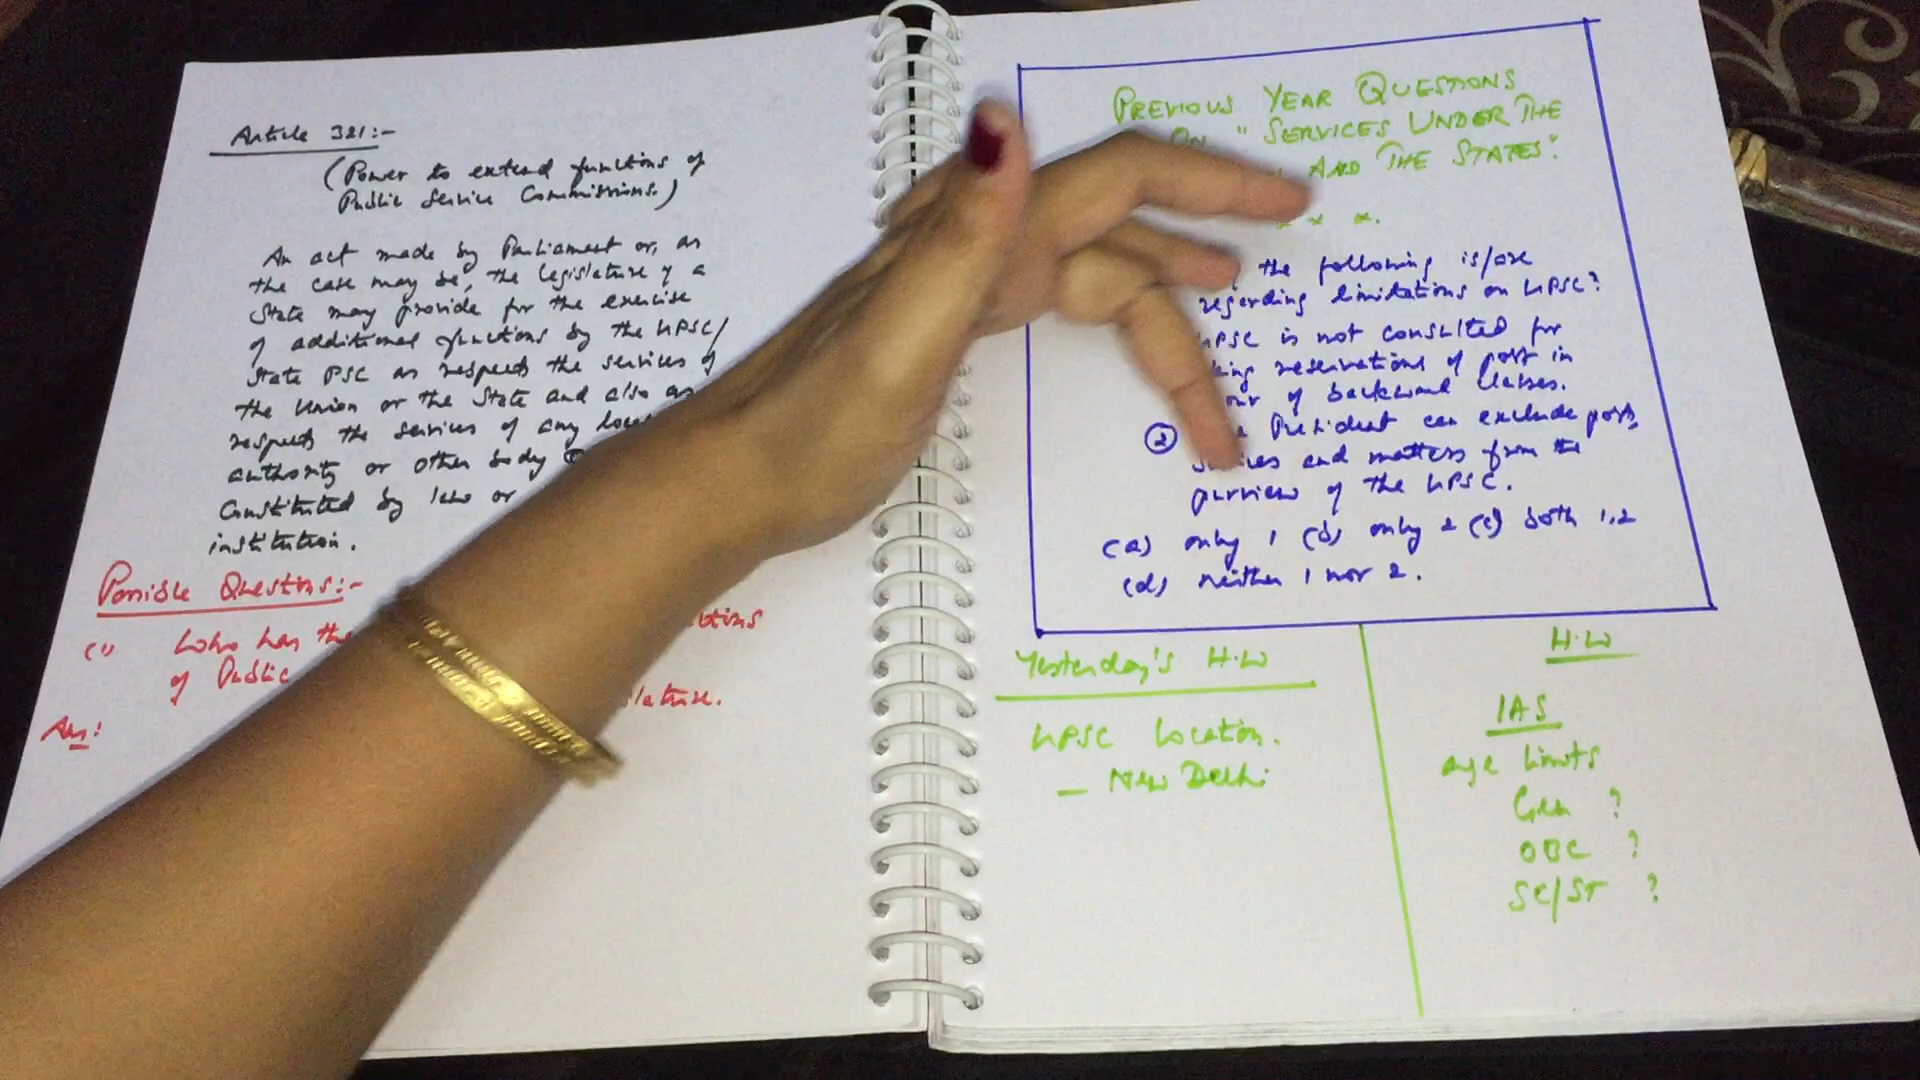 Article 321:-
(Power to extend functions of
Public Service Commissions.)
An act made by Parliament or, as
the case may be, the legislature of a
State may provide for the exercise
of additional functions by the UPSC/
State PSC as respects the services of
the Union or the State and also as
respects the services of any
authority or other body
Constituted by law or
institution.
Possible Questions:-
(1) Who has the
of Public
Ans:
PREVIOUS YEAR QUESTIONS
ON "SERVICES UNDER THE
AND THE STATES".
x x.
the following is/are
regarding limitations on UPSC?
UPSC is not consulted for
reservations of post in
of backward classes.
② President can exclude posts,
and matters from the
purview of the UPSC.
(a) only 1 (b) only 2 (c) both 1,2
(d) neither 1 nor 2.
Yesterday's H.W
UPSC Location.
- New Delhi
H.W
IAS
age limits
Gen ?
OBC ?
SC/ST ?